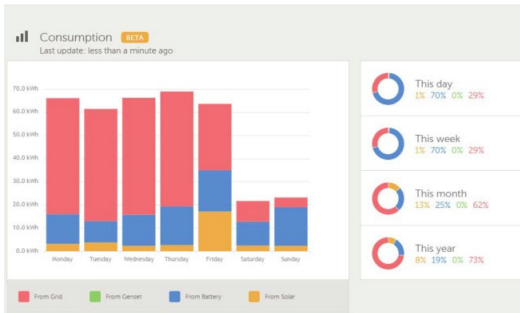 Consumption BETA
Last update: less than a minute ago
70.0 kWh
60.0 kWh
50.0 kWh
40.0 kWh
30.0 kWh
20.0 kWh
10.0 kWh
0.0 kWh
Monday Tuesday Wednesday Thursday Friday Saturday Sunday
From Grid From Genset From Battery From Solar
This day
1% 70% 0% 29%
This week
1% 70% 0% 29%
This month
13% 25% 0% 62%
This year
8% 19% 0% 73%